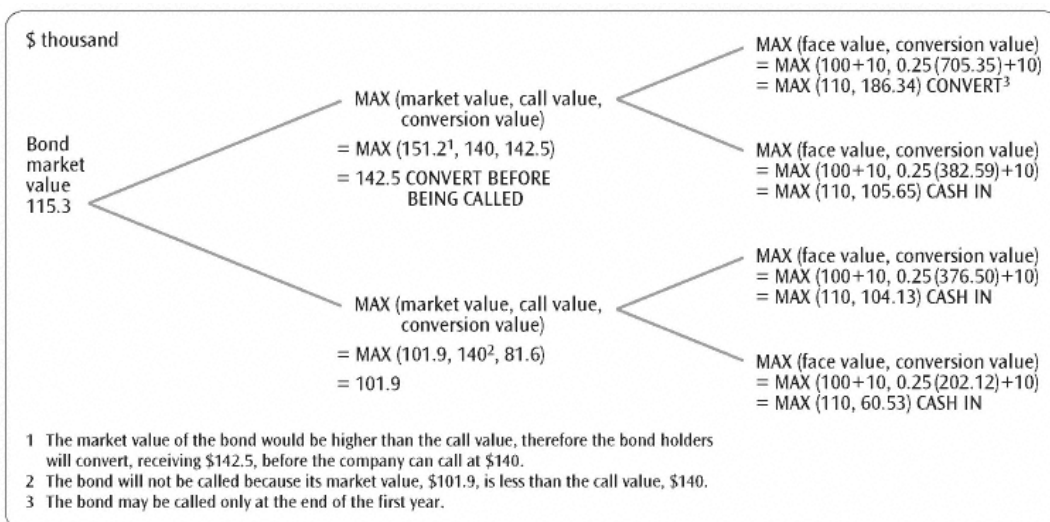 $ thousand
Bond
market
value
115.3
MAX (market value, call value,
conversion value)
= MAX (151.2¹, 140, 142.5)
= 142.5 CONVERT BEFORE
BEING CALLED
MAX (market value, call value,
conversion value)
= MAX (101.9, 140², 81.6)
= 101.9
MAX (face value, conversion value)
= MAX (100+10, 0.25(705.35)+10)
= MAX (110, 186.34) CONVERT³
MAX (face value, conversion value)
= MAX (100+10, 0.25(382.59)+10)
= MAX (110, 105.65) CASH IN
MAX (face value, conversion value)
= MAX (100+10, 0.25(376.50)+10)
= MAX (110, 104.13) CASH IN
MAX (face value, conversion value)
= MAX (100+10, 0.25(202.12)+10)
= MAX (110, 60.53) CASH IN
1 The market value of the bond would be higher than the call value, therefore the bond holders
will convert, receiving $142.5, before the company can call at $140.
2 The bond will not be called because its market value, $101.9, is less than the call value, $140.
3 The bond may be called only at the end of the first year.